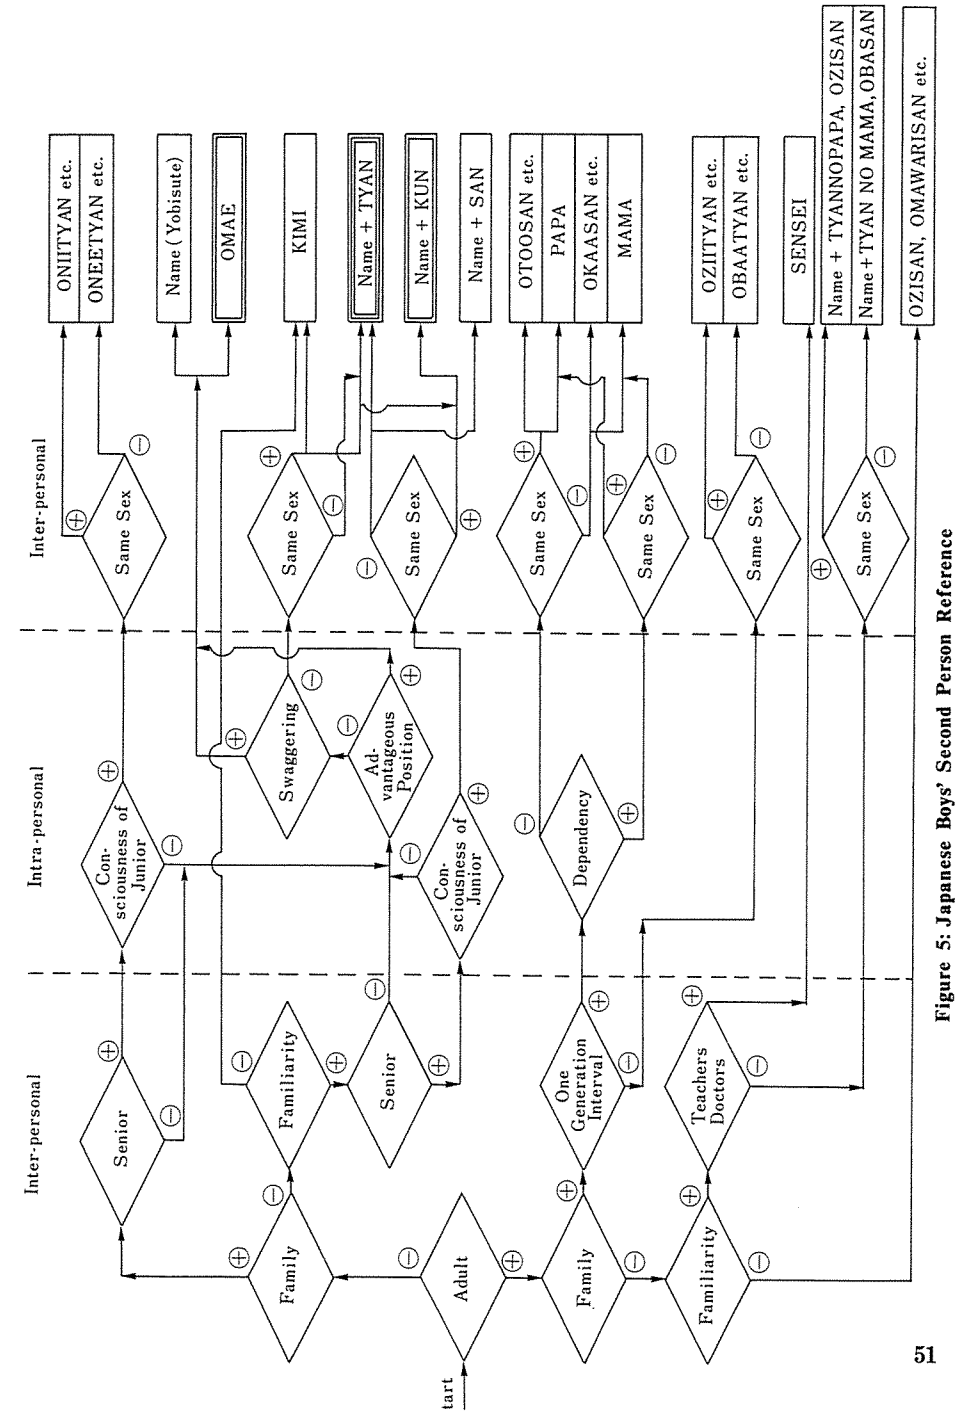 Inter-personal
Intra-personal
Inter-personal
tart
Adult
Family
Family
Senior
Familiarity
Senior
One
Generation
Interval
Familiarity
Teachers
Doctors
Con-
sciousness of
Junior
Swaggering
Ad-
vantageous
Position
Con-
sciousness of
Junior
Dependency
Same Sex
Same Sex
Same Sex
Same Sex
Same Sex
Same Sex
Same Sex
ONIITYAN etc.
ONEETYAN etc.
Name (Yobisute)
OMAE
KIMI
Name + TYAN
Name + KUN
Name + SAN
OTOOSAN etc.
PAPA
OKAASAN etc.
MAMA
OZIITYAN etc.
OBAATYAN etc.
SENSEI
Name + TYANNOPAPA, OZISAN
Name+TYAN NO MAMA, OBASAN
OZISAN, OMAWARISAN etc.
Figure 5: Japanese Boys' Second Person Reference
51